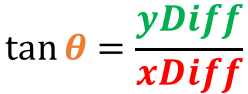 tan θ = yDiff
xDiff